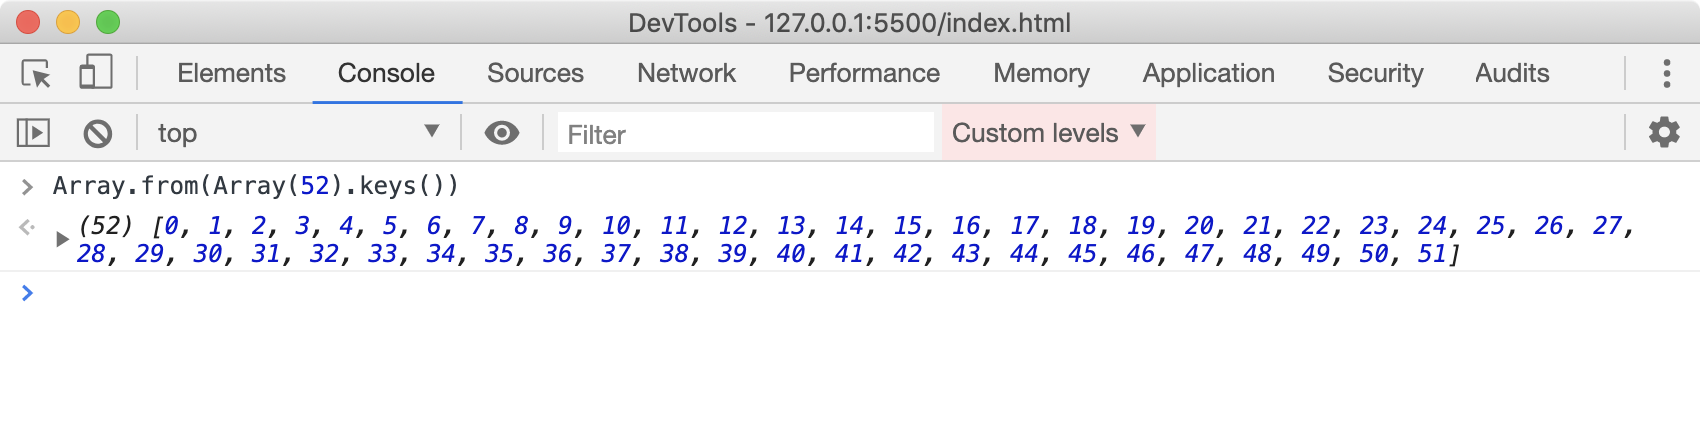 DevTools - 127.0.0.1:5500/index.html
Elements Console Sources Network Performance Memory Application Security Audits
top Filter Custom levels
Array.from(Array(52).keys())
(52) [0, 1, 2, 3, 4, 5, 6, 7, 8, 9, 10, 11, 12, 13, 14, 15, 16, 17, 18, 19, 20, 21, 22, 23, 24, 25, 26, 27,
28, 29, 30, 31, 32, 33, 34, 35, 36, 37, 38, 39, 40, 41, 42, 43, 44, 45, 46, 47, 48, 49, 50, 51]